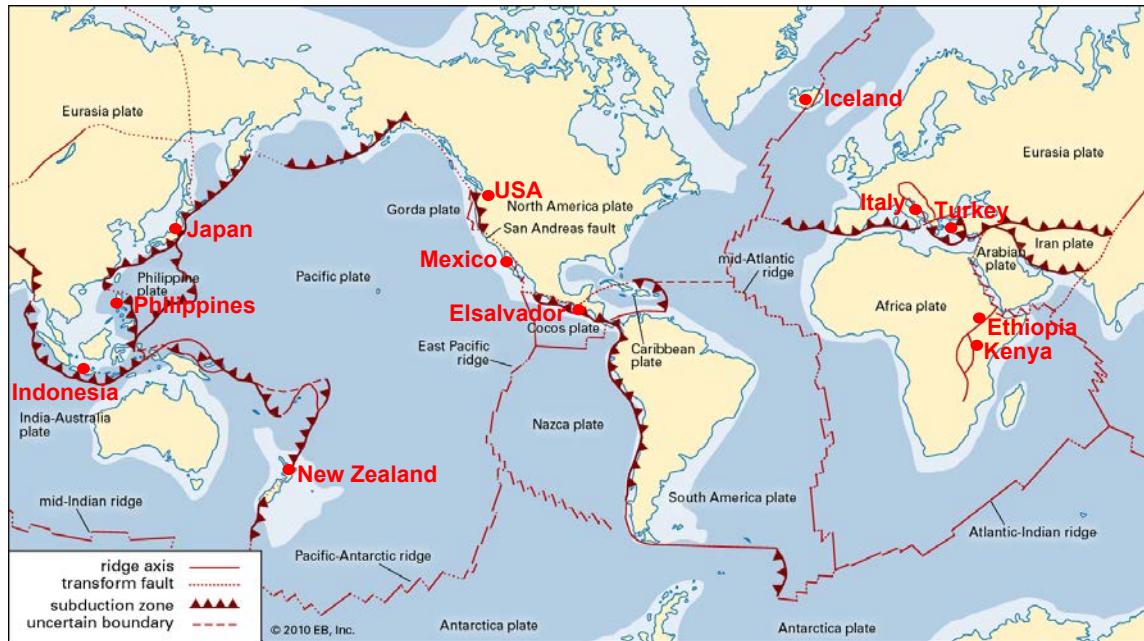 Eurasia plate
Iceland
Eurasia plate
USA
Gorda plate
North America plate
Italy
Turkey
San Andreas fault
Japan
Iran plate
Arabian
plate
Mexico
mid-Atlantic
ridge
Philippine
plate
Pacific plate
Philippines
Africa plate
Elsalvador
Cocos plate
Ethiopia
Kenya
East Pacific
ridge
Caribbean
plate
Indonesia
India-Australia
plate
Nazca plate
New Zealand
mid-Indian ridge
South America plate
Atlantic-Indian ridge
Pacific-Antarctic ridge
ridge axis
transform fault
subduction zone
uncertain boundary
© 2010 EB, Inc.
Antarctica plate
Antarctica plate